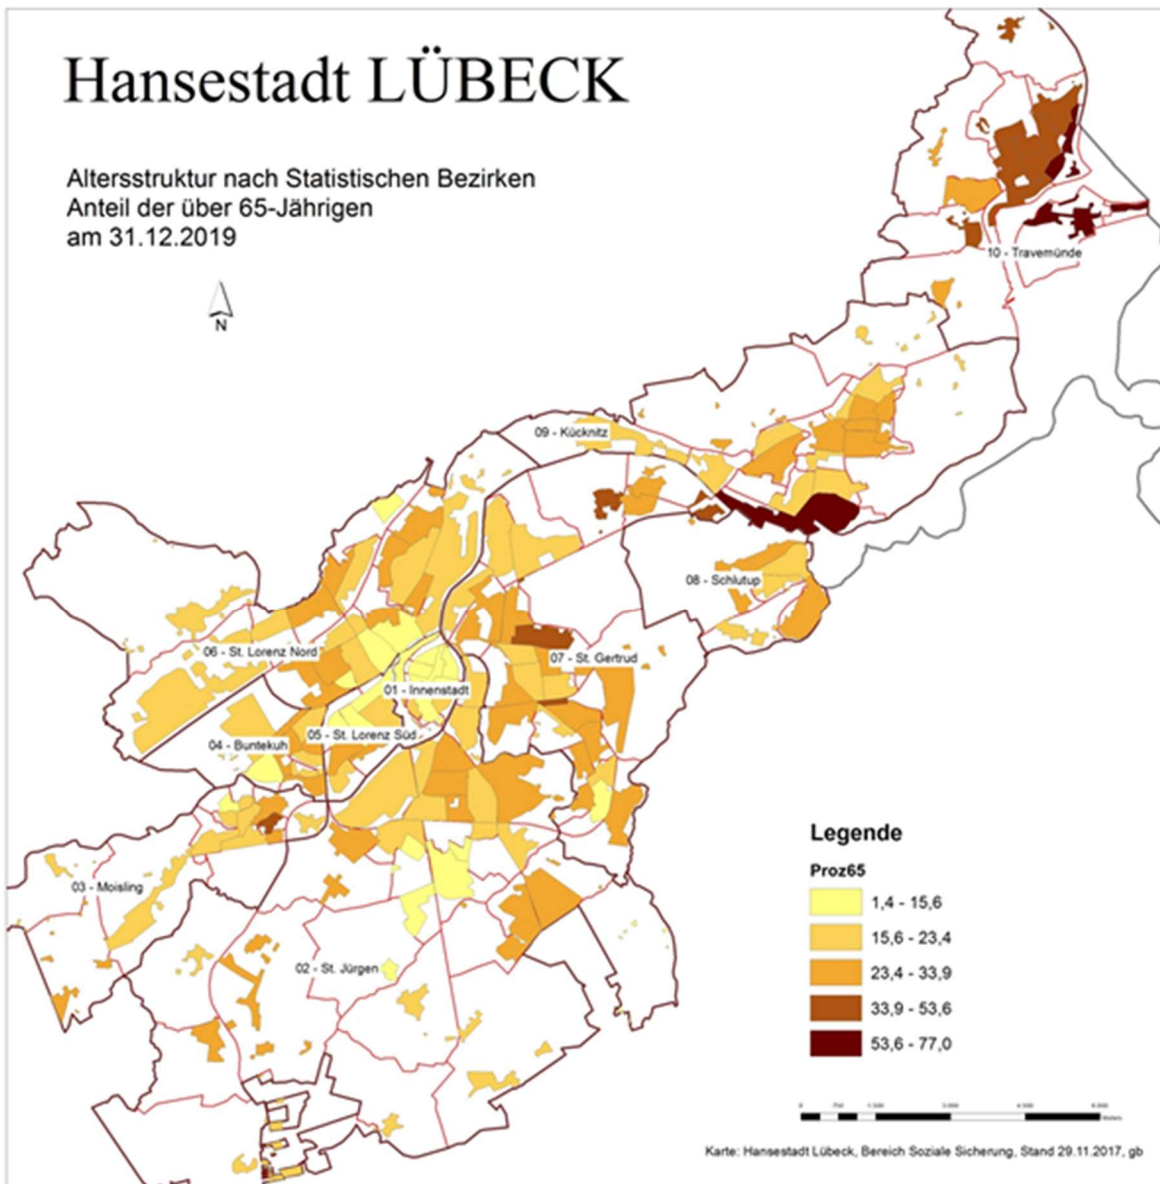 Hansestadt LÜBECK
Altersstruktur nach Statistischen Bezirken
Anteil der über 65-Jährigen
am 31.12.2019
N
10 - Travemünde
09 - Kücknitz
08 - Schlutup
06 - St. Lorenz Nord
07 - St. Gertrud
01 - Innenstadt
05 - St. Lorenz Süd
04 - Buntekuh
03 - Moisling
02 - St. Jürgen
Legende
Proz65
1,4 - 15,6
15,6 - 23,4
23,4 - 33,9
33,9 - 53,6
53,6 - 77,0
Karte: Hansestadt Lübeck, Bereich Soziale Sicherung, Stand 29.11.2017, gb